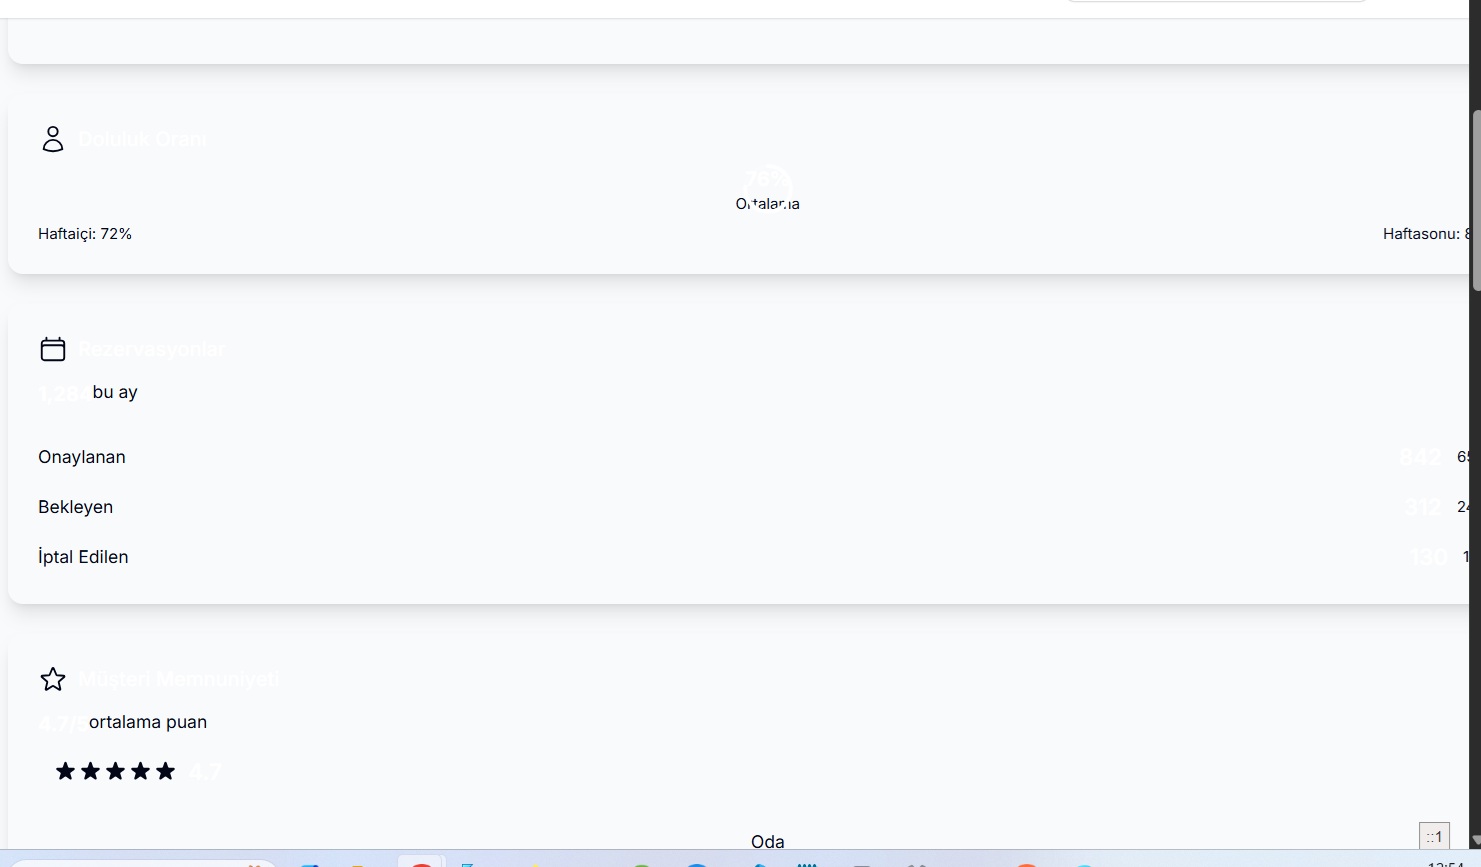 Doluluk Oranı
76%
Ortalama
Haftaiçi: 72%
Haftasonu: 8
Rezervasyonlar
1,284 bu ay
Onaylanan 842 65
Bekleyen 312 24
İptal Edilen 130 1
Müşteri Memnuniyeti
4.7/5 ortalama puan
4.7
Oda
::1